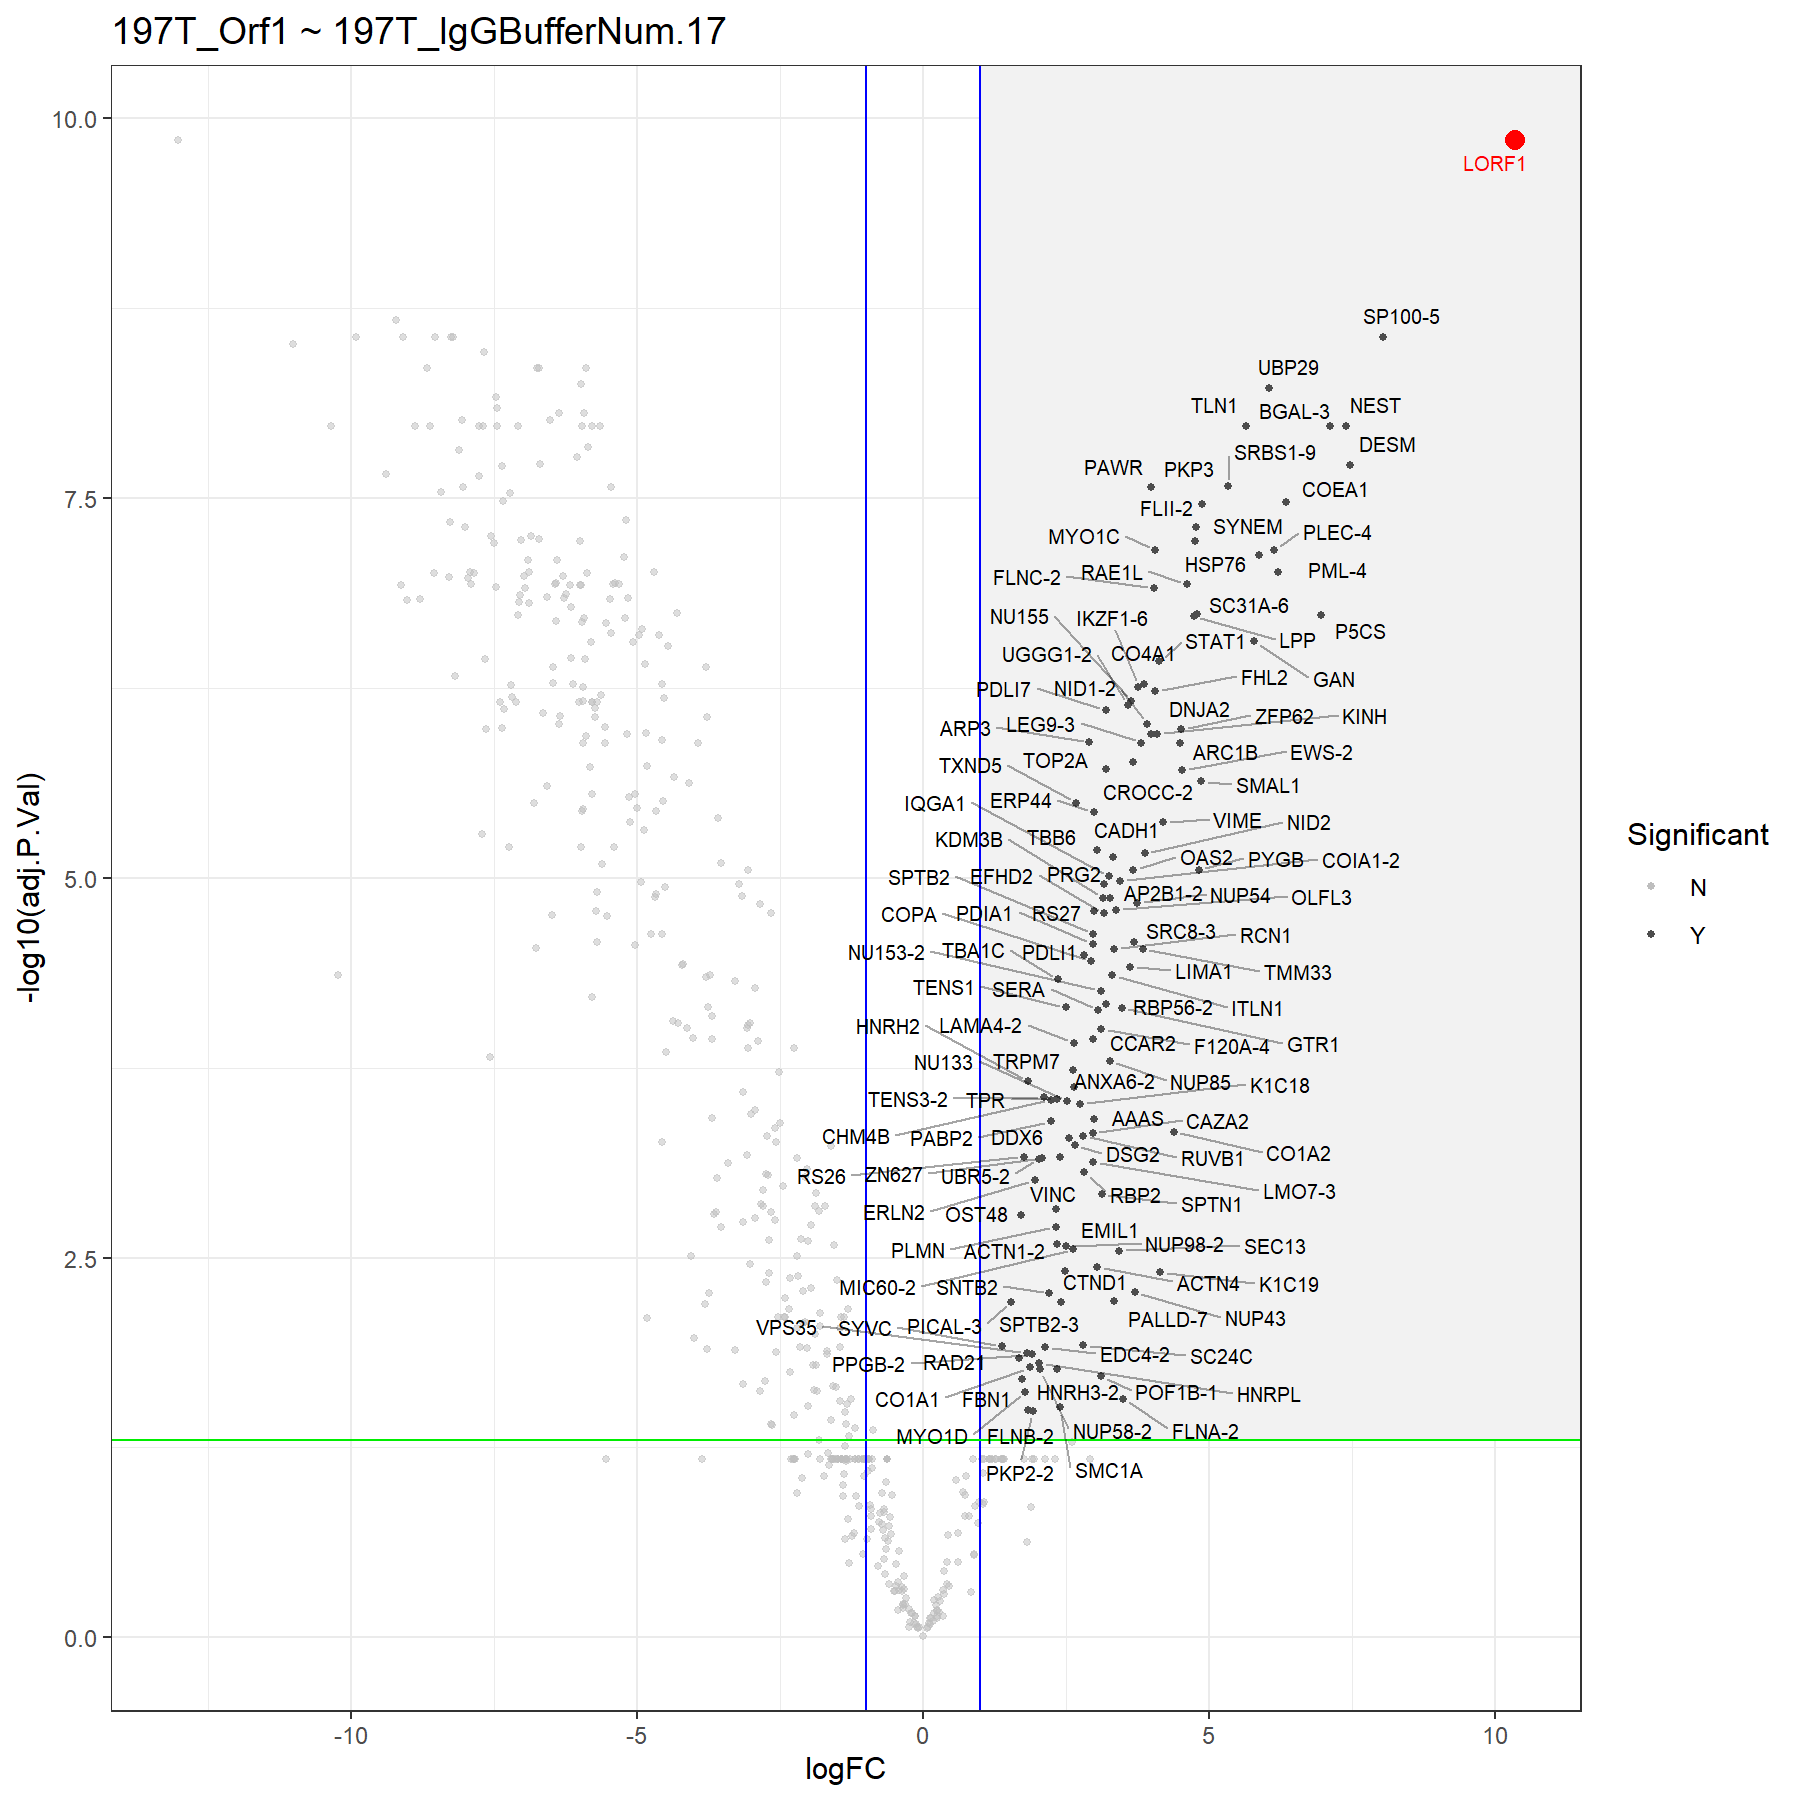 197T_Orf1 ~ 197T_IgGBufferNum.17
10.0
LORF1
SP100-5
UBP29
TLN1 BGAL-3 NEST
DESM
SRBS1-9
PAWR PKP3
COEA1
FLII-2
SYNEM PLEC-4
MYO1C
HSP76
PML-4
FLNC-2 RAE1L
7.5
SC31A-6
NU155 IKZF1-6
P5CS
STAT1 LPP
UGGG1-2 CO4A1
FHL2 GAN
PDLI7 NID1-2
DNJA2 ZFP62 KINH
ARP3 LEG9-3
ARC1B EWS-2
TXND5 TOP2A
SMAL1
IQGA1 ERP44 CROCC-2
VIME NID2
KDM3B TBB6 CADH1
OAS2 PYGB COIA1-2
SPTB2 EFHD2 PRG2
5.0
AP2B1-2 NUP54 OLFL3
COPA PDIA1 RS27
SRC8-3 RCN1
NU153-2 TBA1C PDLI1
LIMA1 TMM33
TENS1 SERA
RBP56-2 ITLN1
HNRH2 LAMA4-2
CCAR2 F120A-4 GTR1
NU133 TRPM7
ANXA6-2 NUP85 K1C18
TENS3-2 TPR
AAAS CAZA2
CHM4B PABP2 DDX6
DSG2 RUVB1 CO1A2
RS26 ZN627 UBR5-2
VINC RBP2 SPTN1 LMO7-3
ERLN2 OST48
EMIL1
PLMN ACTN1-2 NUP98-2 SEC13
2.5
MIC60-2 SNTB2 CTND1 ACTN4 K1C19
VPS35 SYVC PICAL-3 SPTB2-3 PALLD-7 NUP43
PPGB-2 RAD21 EDC4-2 SC24C
CO1A1 FBN1 HNRH3-2 POF1B-1 HNRPL
MYO1D FLNB-2 NUP58-2 FLNA-2
PKP2-2 SMC1A
0.0
-10 -5 0 5 10
logFC
-log10(adj.P.Val)
Significant
N
Y